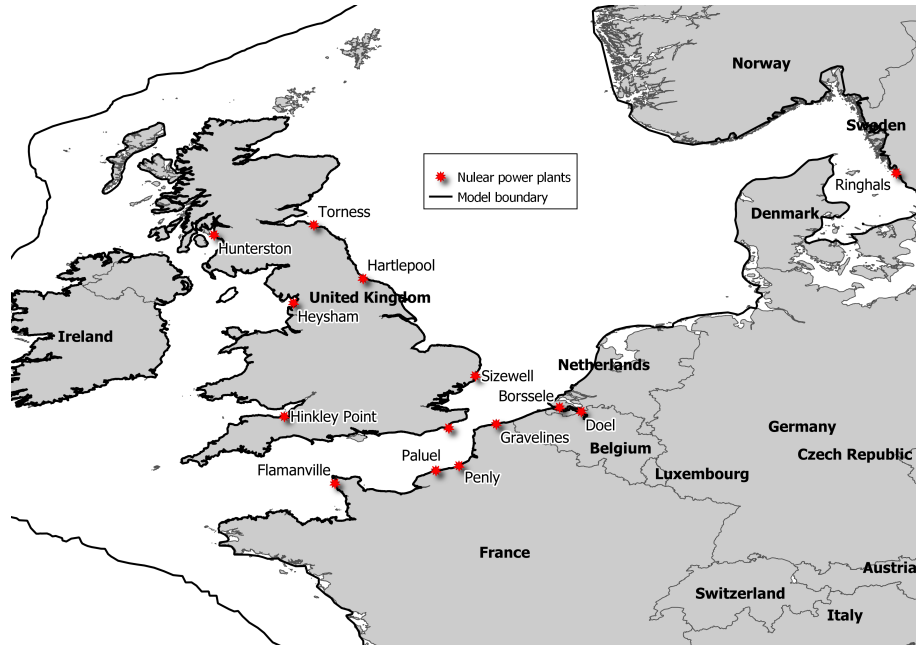 Norway
Sweden
Nulear power plants
Model boundary
Ringhals
Torness
Denmark
Hunterston
Hartlepool
United Kingdom
Heysham
Ireland
Netherlands
Sizewell
Borssele
Hinkley Point
Doel
Gravelines
Germany
Belgium
Czech Republic
Paluel
Flamanville
Penly
Luxembourg
France
Austria
Switzerland
Italy